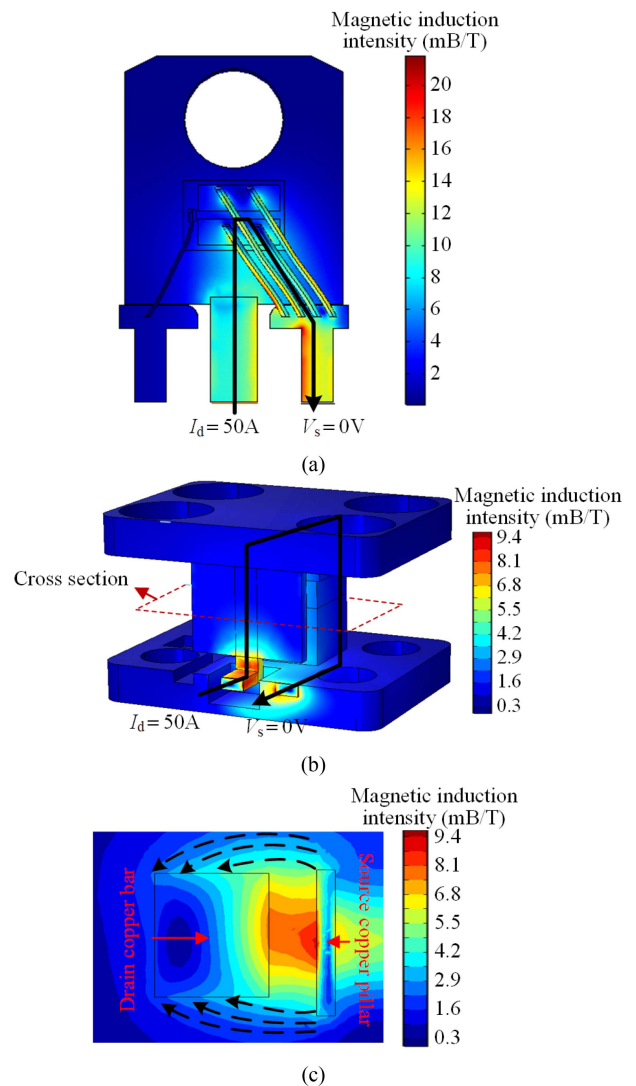 Magnetic induction
intensity (mB/T)
20
18
16
14
12
10
8
6
4
2
I_d = 50A
V_s = 0V
(a)
Magnetic induction
intensity (mB/T)
9.4
8.1
6.8
5.5
4.2
2.9
1.6
0.3
Cross section
I_d = 50A
V_s = 0V
(b)
Magnetic induction
intensity (mB/T)
9.4
8.1
6.8
5.5
4.2
2.9
1.6
0.3
Drain copper bar
Source copper pillar
(c)